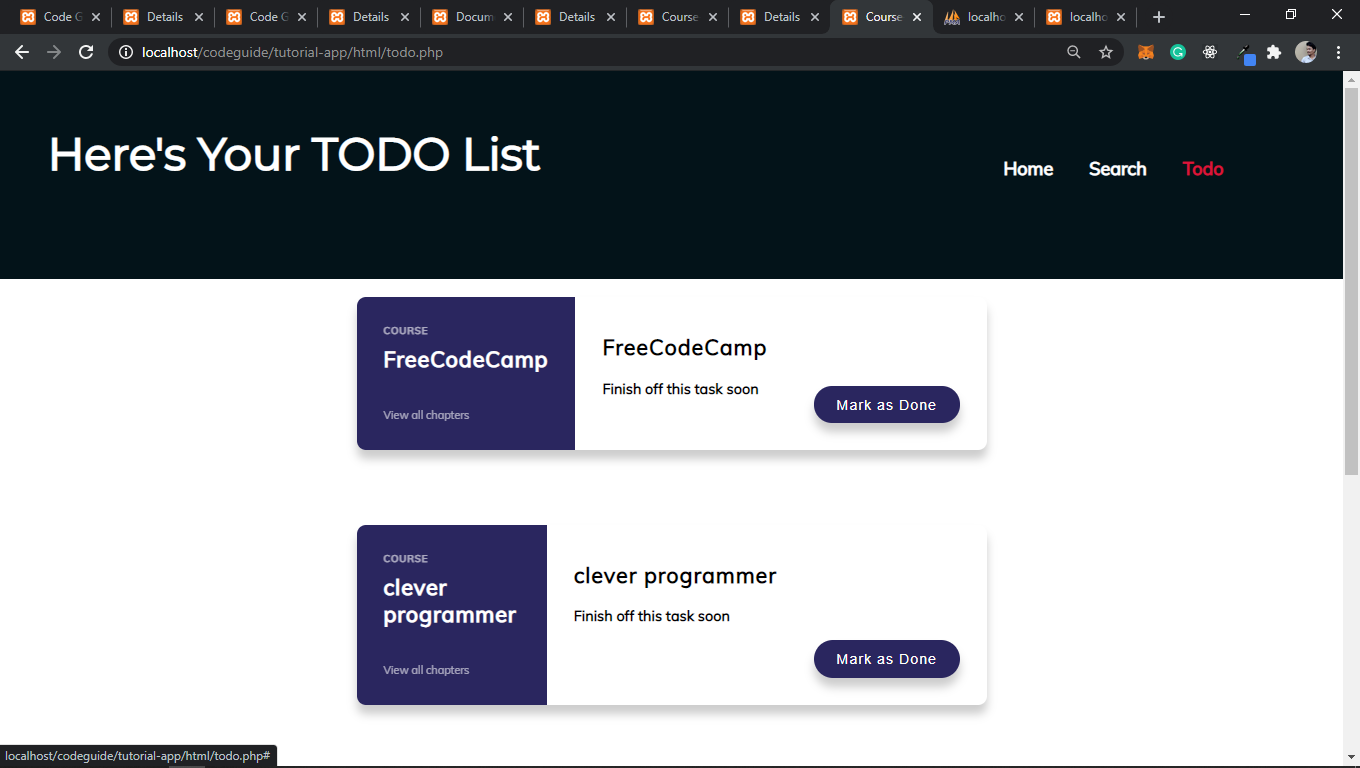 Code G
Details
Code G
Details
Docum
Details
Course
Details
Course
localho
localho
localhost/codeguide/tutorial-app/html/todo.php
Here's Your TODO List
Home Search Todo
COURSE
FreeCodeCamp
View all chapters
FreeCodeCamp
Finish off this task soon
Mark as Done
COURSE
clever
programmer
View all chapters
clever programmer
Finish off this task soon
Mark as Done
localhost/codeguide/tutorial-app/html/todo.php#